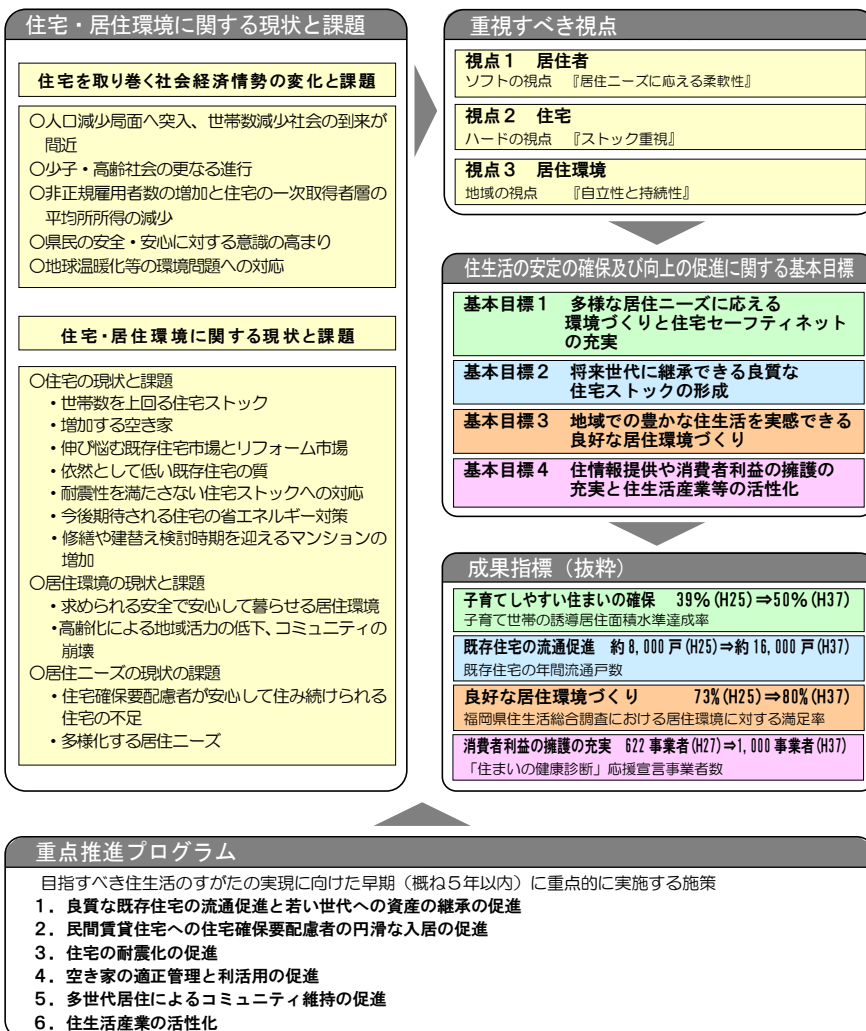 住宅・居住環境に関する現状と課題
住宅を取り巻く社会経済情勢の変化と課題
○人口減少局面へ突入、世帯数減少社会の到来が
間近
○少子・高齢社会の更なる進行
○非正規雇用者数の増加と住宅の一次取得者層の
平均所所得の減少
○県民の安全・安心に対する意識の高まり
○地球温暖化等の環境問題への対応
住宅・居住環境に関する現状と課題
○住宅の現状と課題
・世帯数を上回る住宅ストック
・増加する空き家
・伸び悩む既存住宅市場とリフォーム市場
・依然として低い既存住宅の質
・耐震性を満たさない住宅ストックへの対応
・今後期待される住宅の省エネルギー対策
・修繕や建替え検討時期を迎えるマンションの
増加
○居住環境の現状と課題
・求められる安全で安心して暮らせる居住環境
・高齢化による地域活力の低下、コミュニティの
崩壊
○居住ニーズの現状の課題
・住宅確保要配慮者が安心して住み続けられる
住宅の不足
・多様化する居住ニーズ
重視すべき視点
視点1 居住者
ソフトの視点 『居住ニーズに応える柔軟性』
視点2 住宅
ハードの視点 『ストック重視』
視点3 居住環境
地域の視点 『自立性と持続性』
住生活の安定の確保及び向上の促進に関する基本目標
基本目標1 多様な居住ニーズに応える
環境づくりと住宅セーフティネット
の充実
基本目標2 将来世代に継承できる良質な
住宅ストックの形成
基本目標3 地域での豊かな住生活を実感できる
良好な居住環境づくり
基本目標4 住情報提供や消費者利益の擁護の
充実と住生活産業等の活性化
成果指標(抜粋)
子育てしやすい住まいの確保 39%(H25)⇒50%(H37)
子育て世帯の誘導居住面積水準達成率
既存住宅の流通促進 約8,000戸(H25)⇒約16,000戸(H37)
既存住宅の年間流通戸数
良好な居住環境づくり 73%(H25)⇒80%(H37)
福岡県住生活総合調査における居住環境に対する満足率
消費者利益の擁護の充実 622事業者(H27)⇒1,000事業者(H37)
「住まいの健康診断」応援宣言事業者数
重点推進プログラム
目指すべき住生活のすがたの実現に向けた早期(概ね5年以内)に重点的に実施する施策
1.良質な既存住宅の流通促進と若い世代への資産の継承の促進
2.民間賃貸住宅への住宅確保要配慮者の円滑な入居の促進
3.住宅の耐震化の促進
4.空き家の適正管理と利活用の促進
5.多世代居住によるコミュニティ維持の促進
6.住生活産業の活性化